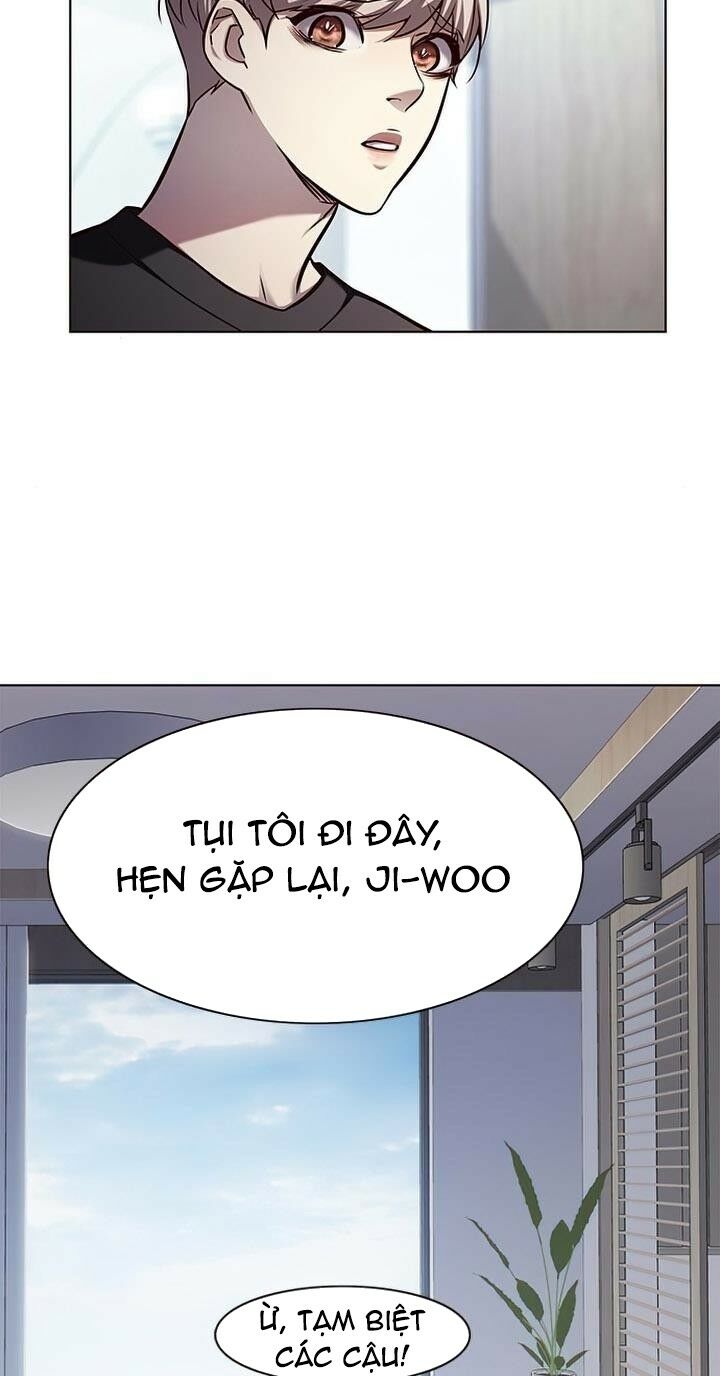 TỤI TÔI ĐI ĐÂY,
HẸN GẶP LẠI, JI-WOO
Ừ, TẠM BIỆT
CÁC CẬU!